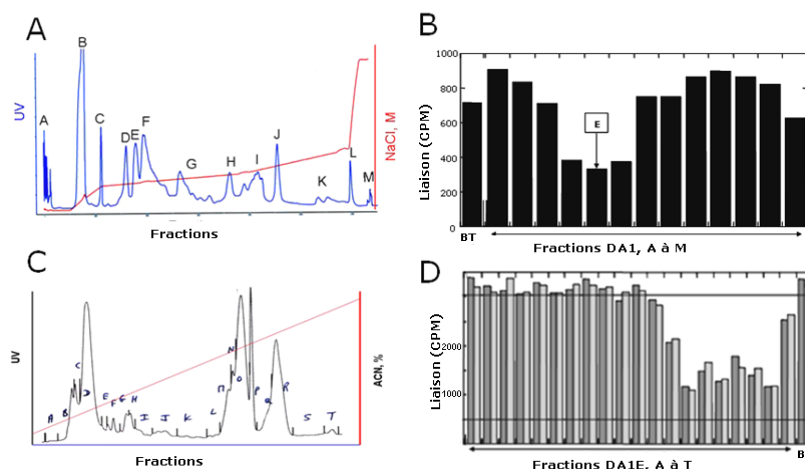 A
UV
A
B
C
D
E
F
G
H
I
J
K
L
M
NaCl, M
Fractions
B
Liaison (CPM)
1000
800
600
400
200
0
E
BT
Fractions DA1, A à M
C
UV
A
B
C
D
E
F
G
H
I
J
K
L
M
N
O
P
Q
R
S
T
ACN, %
Fractions
D
Liaison (CPM)
2000
1000
Fractions DA1E, A à T
B